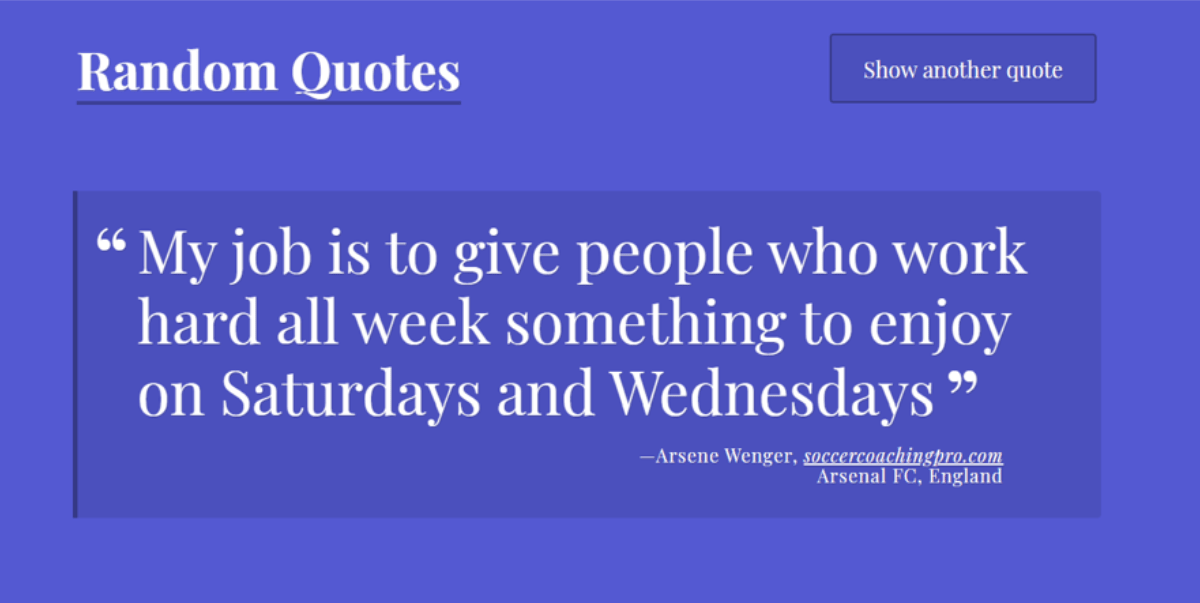 Random Quotes
Show another quote
“ My job is to give people who work
hard all week something to enjoy
on Saturdays and Wednesdays ”
—Arsene Wenger, soccercoachingpro.com
Arsenal FC, England